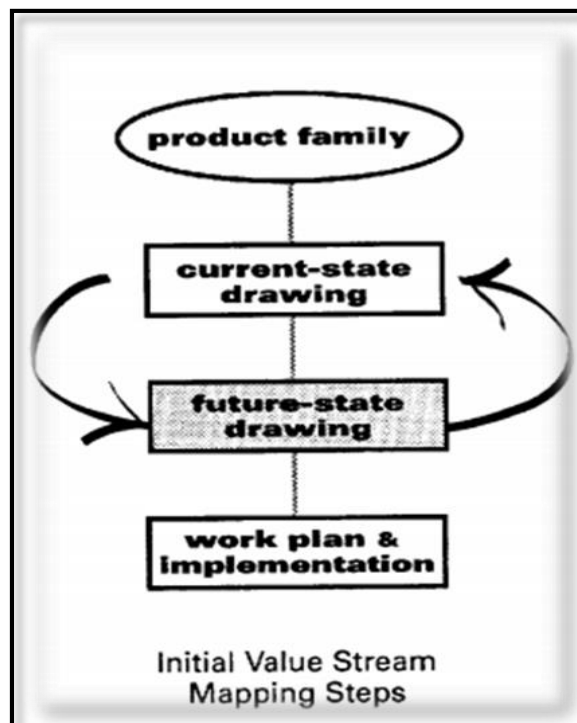 product family
current-state
drawing
future-state
drawing
work plan &
implementation
Initial Value Stream
Mapping Steps